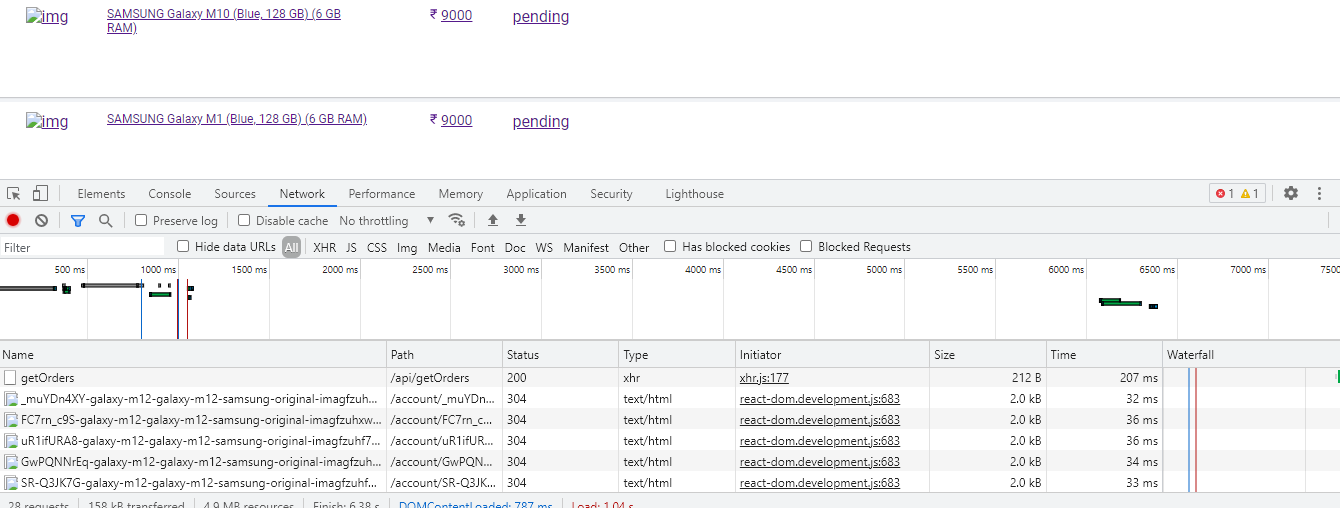 img SAMSUNG Galaxy M10 (Blue, 128 GB) (6 GB ₹ 9000 pending
RAM)
img SAMSUNG Galaxy M1 (Blue, 128 GB) (6 GB RAM) ₹ 9000 pending
Elements Console Sources Network Performance Memory Application Security Lighthouse 1 1
Preserve log Disable cache No throttling
Filter Hide data URLs All XHR JS CSS Img Media Font Doc WS Manifest Other Has blocked cookies Blocked Requests
500 ms 1000 ms 1500 ms 2000 ms 2500 ms 3000 ms 3500 ms 4000 ms 4500 ms 5000 ms 5500 ms 6000 ms 6500 ms 7000 ms 7500
Name Path Status Type Initiator Size Time Waterfall
getOrders /api/getOrders 200 xhr xhr.js:177 212 B 207 ms
_muYDn4XY-galaxy-m12-galaxy-m12-samsung-original-imagfzuh... /account/_muYDn... 304 text/html react-dom.development.js:683 2.0 kB 32 ms
FC7rn_c9S-galaxy-m12-galaxy-m12-samsung-original-imagfzuhxw... /account/FC7rn_c... 304 text/html react-dom.development.js:683 2.0 kB 36 ms
uR1ifURA8-galaxy-m12-galaxy-m12-samsung-original-imagfzuhf7... /account/uR1ifUR... 304 text/html react-dom.development.js:683 2.0 kB 36 ms
GwPQNNrEq-galaxy-m12-galaxy-m12-samsung-original-imagfzuh... /account/GwPQN... 304 text/html react-dom.development.js:683 2.0 kB 34 ms
SR-Q3JK7G-galaxy-m12-galaxy-m12-samsung-original-imagfzuhf... /account/SR-Q3JK... 304 text/html react-dom.development.js:683 2.0 kB 33 ms
28 requests 158 kB transferred 4.9 MB resources Finish: 6.38 s DOMContentLoaded: 787 ms Load: 1.04 s